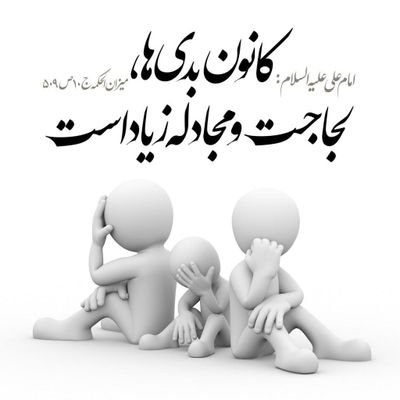 امام علی علیه السلام:
کانون بدی ها،
میزان الحکمه ج ۱۰ ص ۵۰۹
لجاجت و مجادله زیاد است